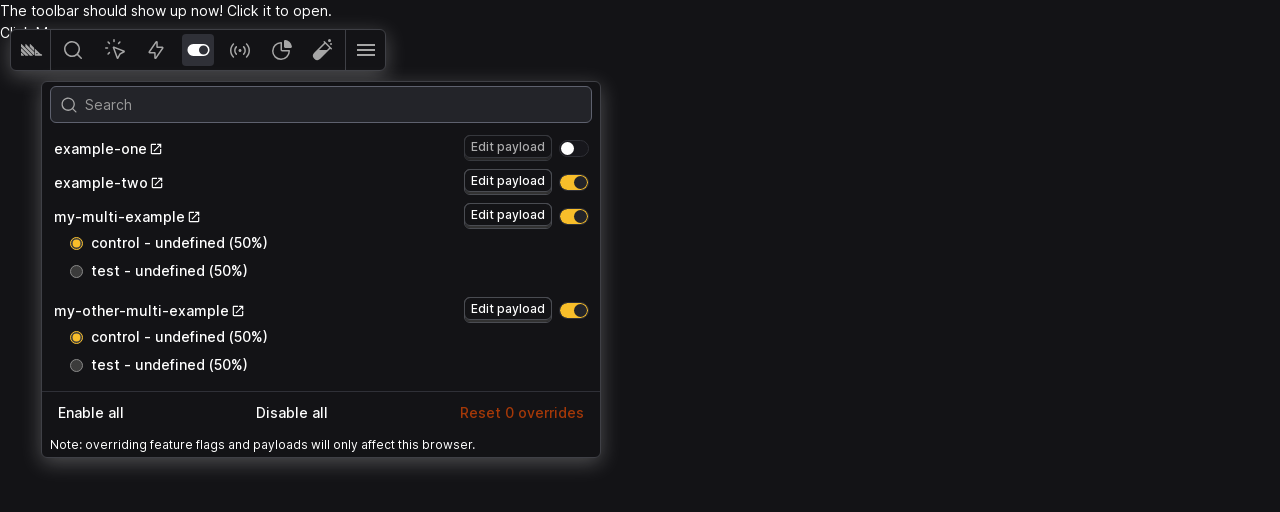 The toolbar should show up now! Click it to open.
Search
example-one Edit payload
example-two Edit payload
my-multi-example Edit payload
control - undefined (50%)
test - undefined (50%)
my-other-multi-example Edit payload
control - undefined (50%)
test - undefined (50%)
Enable all Disable all Reset 0 overrides
Note: overriding feature flags and payloads will only affect this browser.